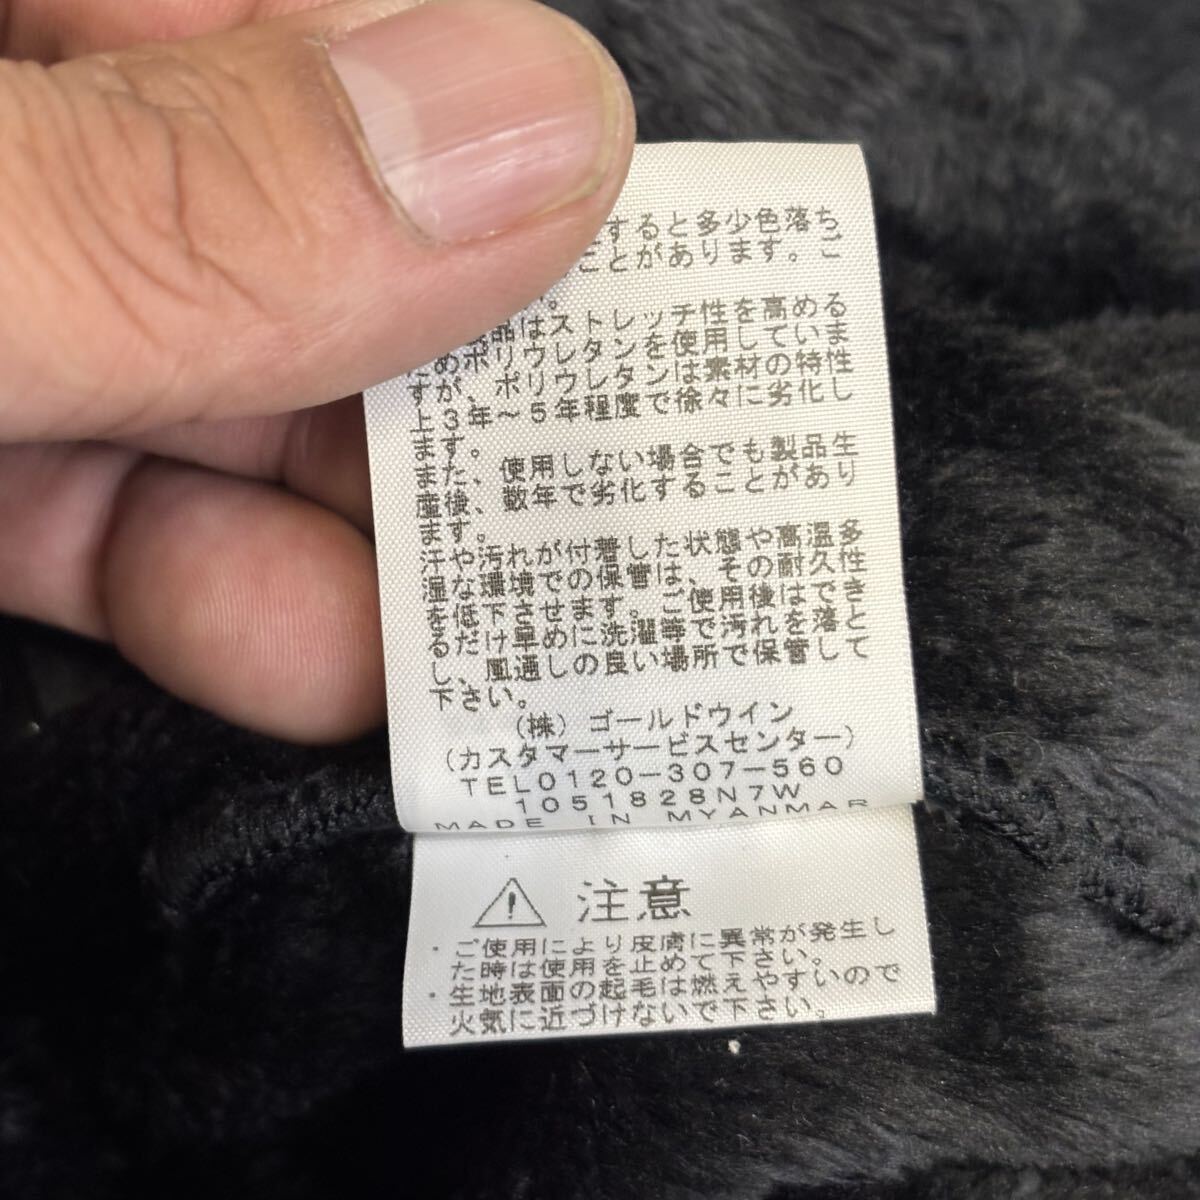 すると多少色落ち
ことがあります。ご
品はストレッチ性を高める
ためポリウレタンを使用していま
すが、ポリウレタンは素材の特性
上3年～5年程度で徐々に劣化し
ます。
また、使用しない場合でも製品生
産後、数年で劣化することがあり
ます。
汗や汚れが付着した状態や高温多
湿な環境での保管は、その耐久性
を低下させます。ご使用後はでき
るだけ早めに洗濯等で汚れを落と
し、風通しの良い場所で保管して
下さい。
(株)ゴールドウイン
(カスタマーサービスセンター)
TEL0120-307-560
1051828N7W
MADE IN MYANMAR
注意
・ご使用により皮膚に異常が発生し
た時は使用を止めて下さい。
・生地表面の起毛は燃えやすいので
火気に近づけないで下さい。